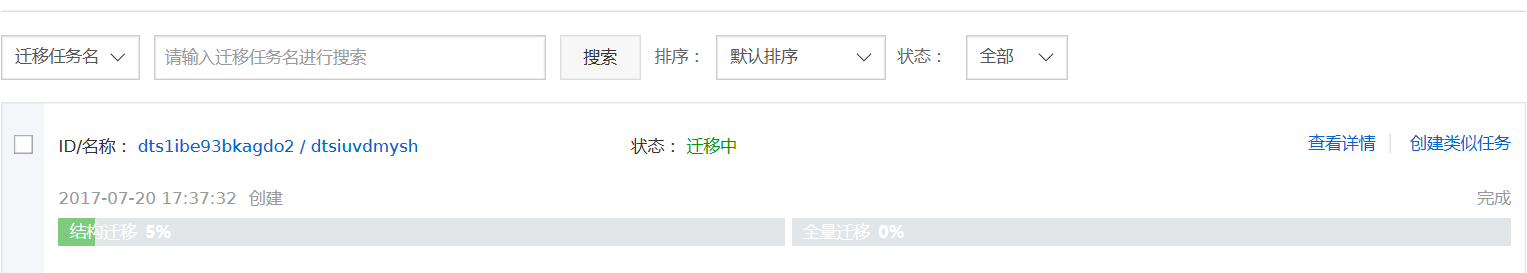 迁移任务名 请输入迁移任务名进行搜索 搜索 排序： 默认排序 状态： 全部
ID/名称： dts1ibe93bkagdo2 / dtsiuvdmysh 状态： 迁移中 查看详情 创建类似任务
2017-07-20 17:37:32 创建 完成
结构迁移 5% 全量迁移 0%